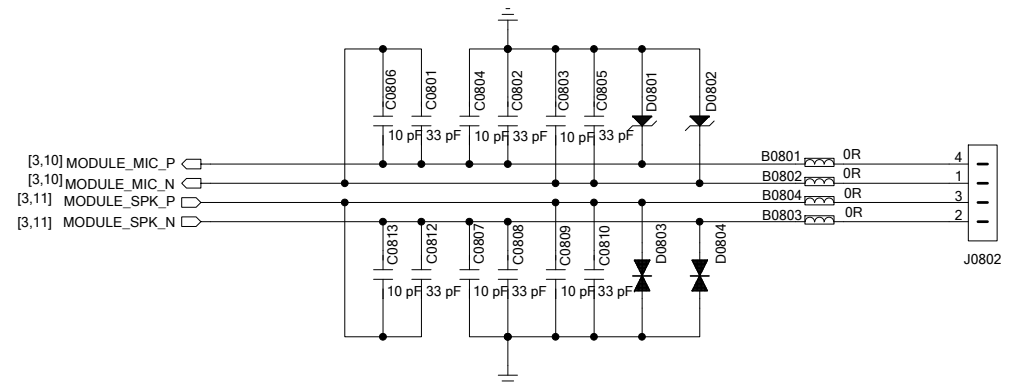 C0806
C0801
C0804
C0802
C0803
C0805
D0801
D0802
10 pF
33 pF
10 pF
33 pF
10 pF
33 pF
[3,10] MODULE_MIC_P
B0801
0R
4
[3,10] MODULE_MIC_N
B0802
0R
1
[3,11] MODULE_SPK_P
B0804
0R
3
[3,11] MODULE_SPK_N
B0803
0R
2
J0802
C0813
C0812
C0807
C0808
C0809
C0810
D0803
D0804
10 pF
33 pF
10 pF
33 pF
10 pF
33 pF